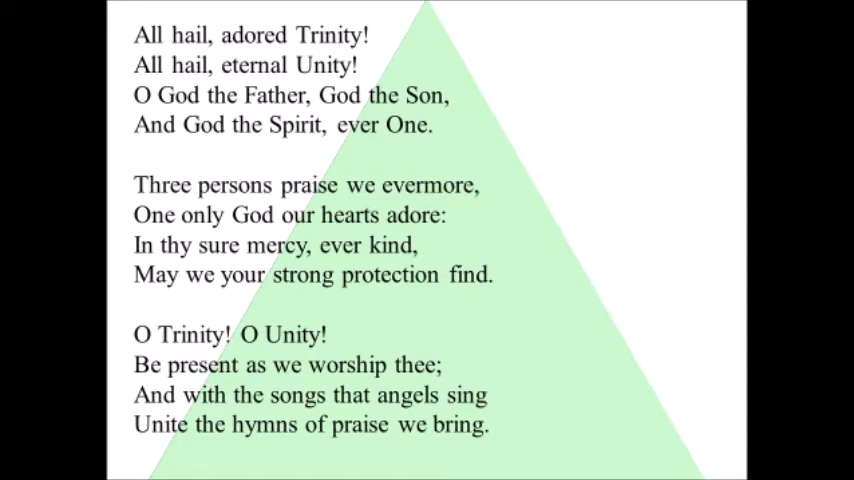 All hail, adored Trinity!
All hail, eternal Unity!
O God the Father, God the Son,
And God the Spirit, ever One.
Three persons praise we evermore,
One only God our hearts adore:
In thy sure mercy, ever kind,
May we your strong protection find.
O Trinity! O Unity!
Be present as we worship thee;
And with the songs that angels sing
Unite the hymns of praise we bring.